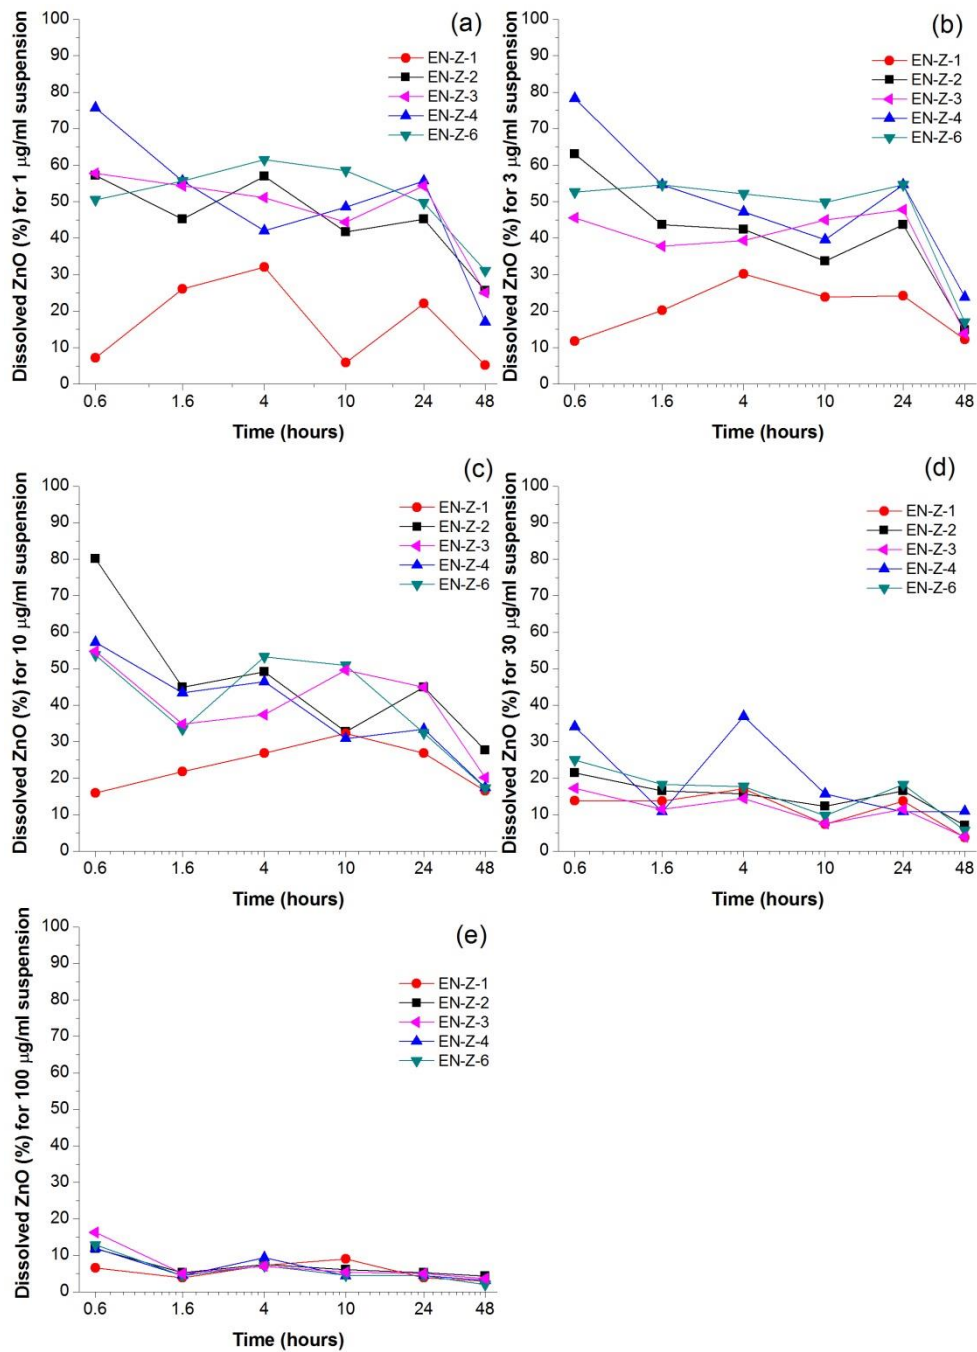 (a)
Dissolved ZnO (%) for 1 μg/ml suspension
100
90
80
70
60
50
40
30
20
10
0
EN-Z-1
EN-Z-2
EN-Z-3
EN-Z-4
EN-Z-6
0.6 1.6 4 10 24 48
Time (hours)
(b)
Dissolved ZnO (%) for 3 μg/ml suspension
100
90
80
70
60
50
40
30
20
10
0
EN-Z-1
EN-Z-2
EN-Z-3
EN-Z-4
EN-Z-6
0.6 1.6 4 10 24 48
Time (hours)
(c)
Dissolved ZnO (%) for 10 μg/ml suspension
100
90
80
70
60
50
40
30
20
10
0
EN-Z-1
EN-Z-2
EN-Z-3
EN-Z-4
EN-Z-6
0.6 1.6 4 10 24 48
Time (hours)
(d)
Dissolved ZnO (%) for 30 μg/ml suspension
100
90
80
70
60
50
40
30
20
10
0
EN-Z-1
EN-Z-2
EN-Z-3
EN-Z-4
EN-Z-6
0.6 1.6 4 10 24 48
Time (hours)
(e)
Dissolved ZnO (%) for 100 μg/ml suspension
100
90
80
70
60
50
40
30
20
10
0
EN-Z-1
EN-Z-2
EN-Z-3
EN-Z-4
EN-Z-6
0.6 1.6 4 10 24 48
Time (hours)